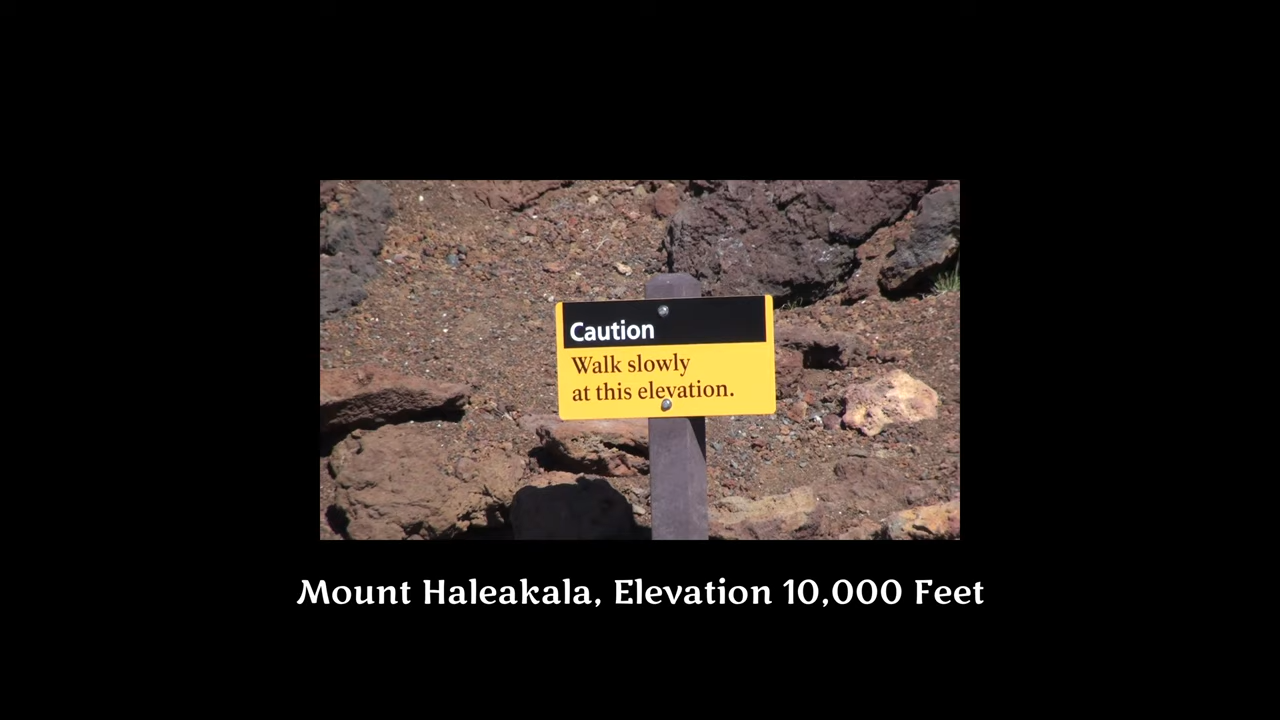 Caution
Walk slowly
at this elevation.
Mount Haleakala, Elevation 10,000 Feet